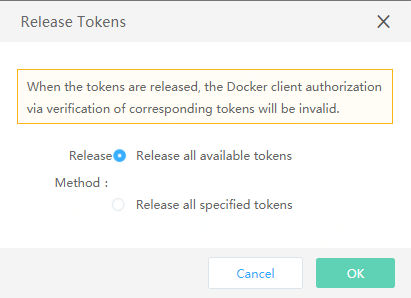 Release Tokens
When the tokens are released, the Docker client authorization
via verification of corresponding tokens will be invalid.
Release Method :
Release all available tokens
Release all specified tokens
Cancel
OK